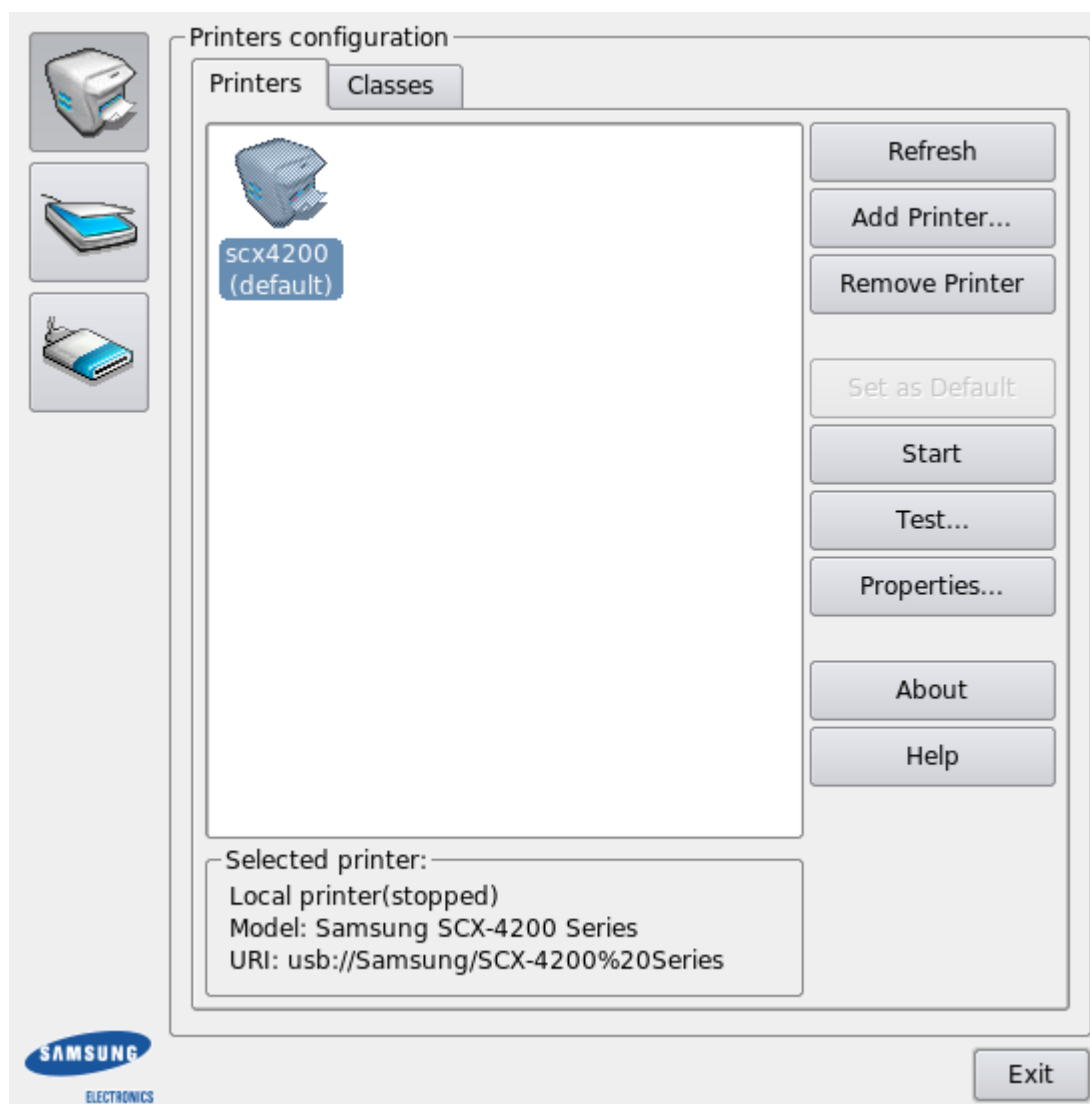 Printers configuration
Printers
Classes
scx4200
(default)
Refresh
Add Printer...
Remove Printer
Set as Default
Start
Test...
Properties...
About
Help
Selected printer:
Local printer(stopped)
Model: Samsung SCX-4200 Series
URI: usb://Samsung/SCX-4200%20Series
SAMSUNG
ELECTRONICS
Exit